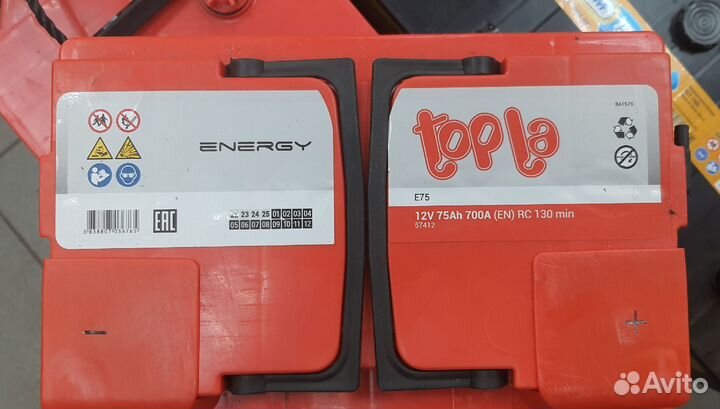 ENERGY
3838807036765
EAC
23 24 25 01 02 03 04
05 06 07 08 09 10 11 12
topla
E75
12V 75Ah 700A (EN) RC 130 min
57412
Avito